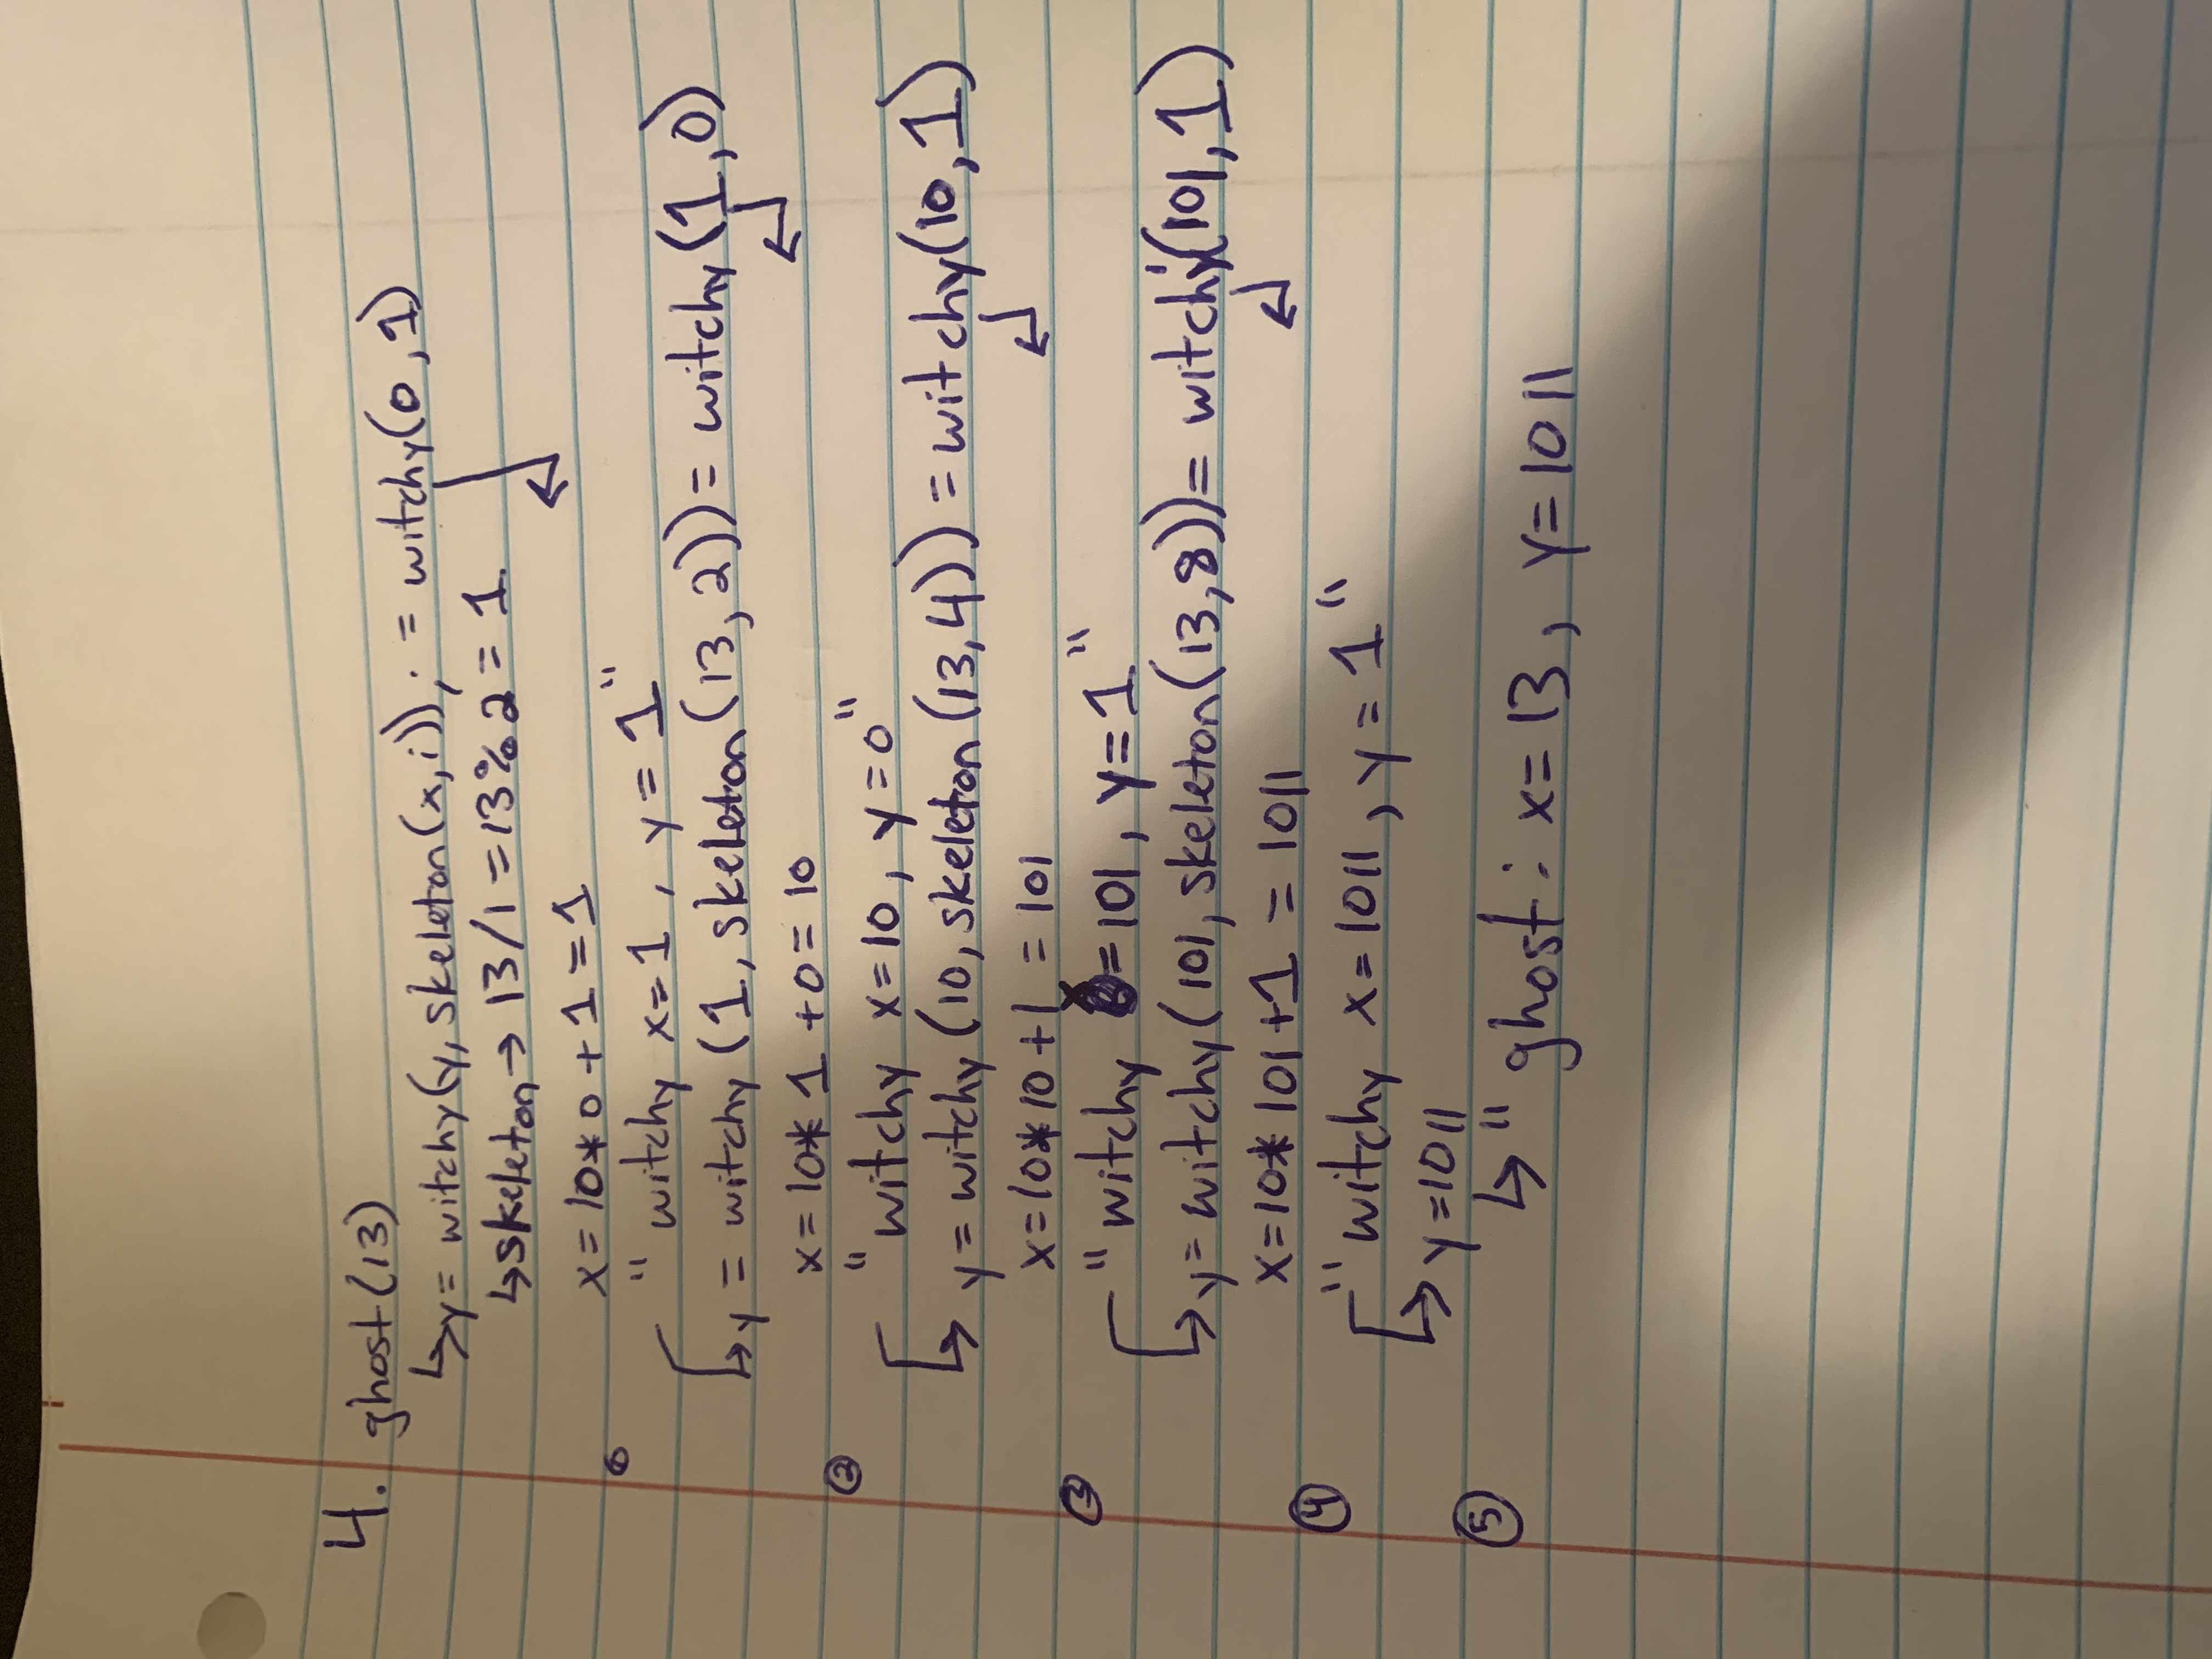 4. ghost(13)
↳y= witchy(y, skeleton(x,i)); = witchy(0,1)
↳skeleton→ 13/1=13%2=1
x=10*0+1=1
"witchy x=1, y=1"
↳y = witchy (1, skeleton(13,2))= witchy(1,0)
x=10*1+0=10
② "witchy x=10, y=0"
↳ y=witchy (10, skeleton (13,4)) =witchy(10,1)
x=10*10+1 = 101
③ "witchy x=101, y=1"
↳y=witchy(101, skeleton(13,8))= witchy(101,1)
x=10*101+1 = 1011
④ "witchy x=1011, y=1"
↳y=1011
⑤ ↳" ghost: x=13, y=1011